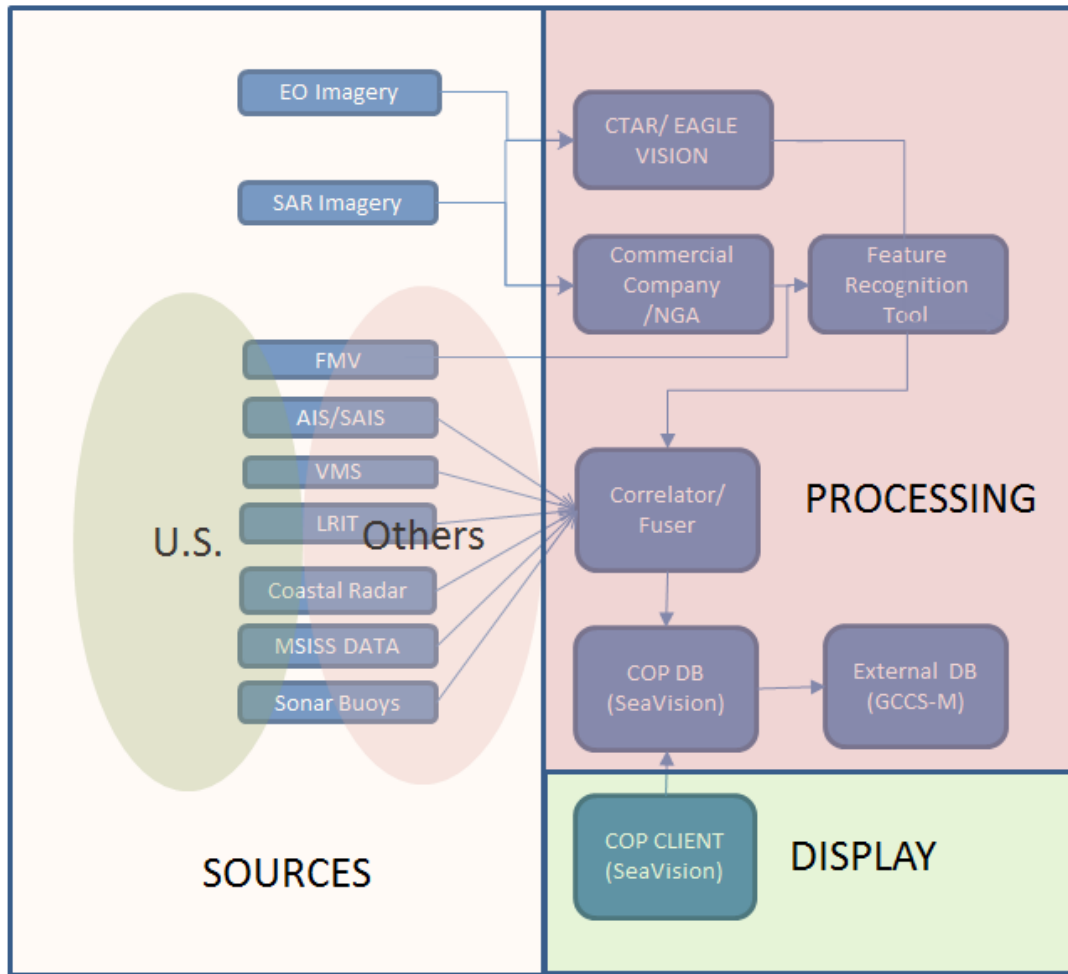 EO Imagery
SAR Imagery
FMV
AIS/SAIS
VMS
LRIT
Coastal Radar
MSISS DATA
Sonar Buoys
U.S.
Others
SOURCES
CTAR/ EAGLE
VISION
Commercial
Company
/NGA
Feature
Recognition
Tool
Correlator/
Fuser
PROCESSING
COP DB
(SeaVision)
External DB
(GCCS-M)
COP CLIENT
(SeaVision)
DISPLAY